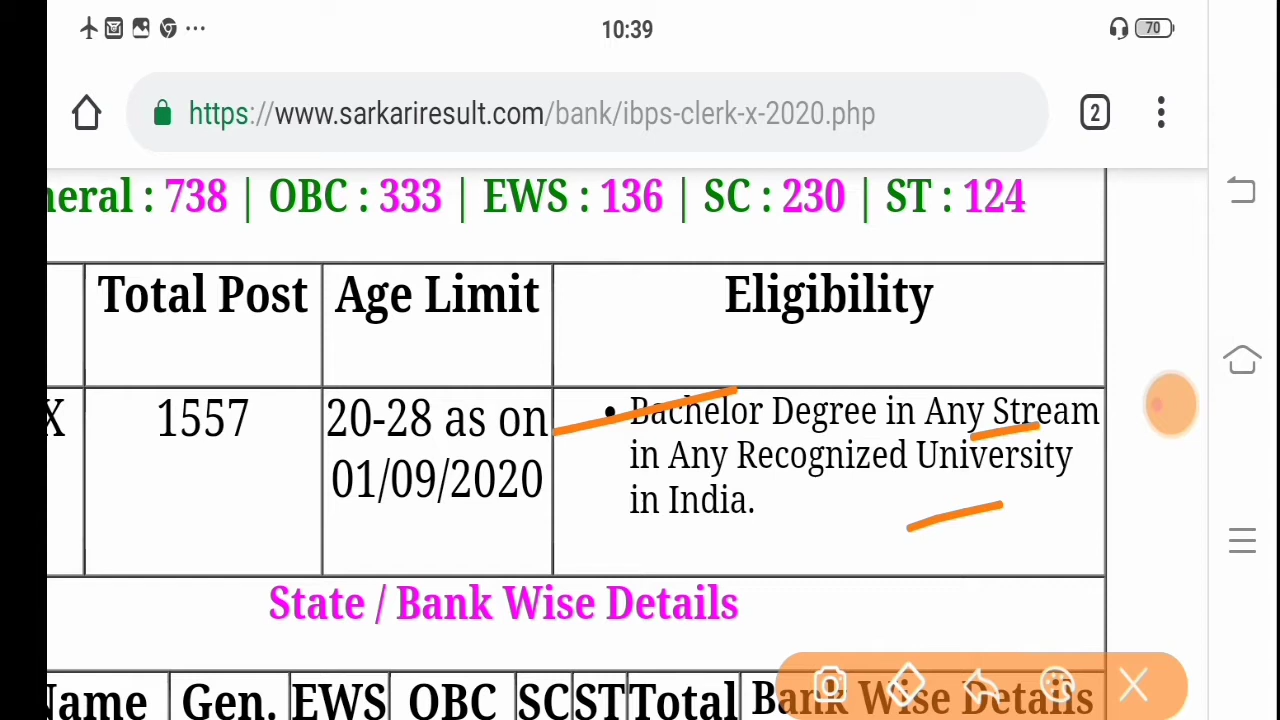 10:39
70
https://www.sarkariresult.com/bank/ibps-clerk-x-2020.php
2
neral : 738 | OBC : 333 | EWS : 136 | SC : 230 | ST : 124
Total Post Age Limit Eligibility
X 1557 20-28 as on • Bachelor Degree in Any Stream
01/09/2020 in Any Recognized University
in India.
State / Bank Wise Details
Name Gen. EWS OBC SC ST Total Bank Wise Details